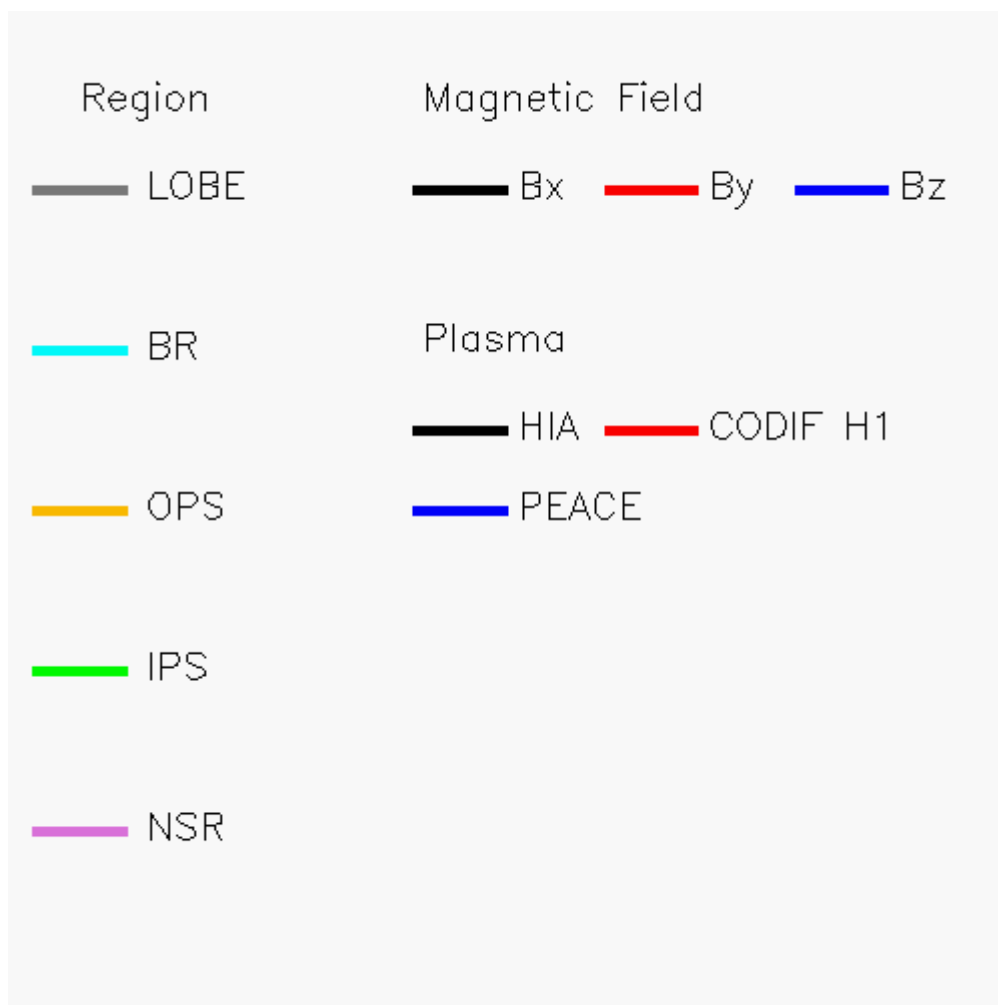 Region
LOBE
BR
OPS
IPS
NSR
Magnetic Field
Bx By Bz
Plasma
HIA CODIF H1
PEACE